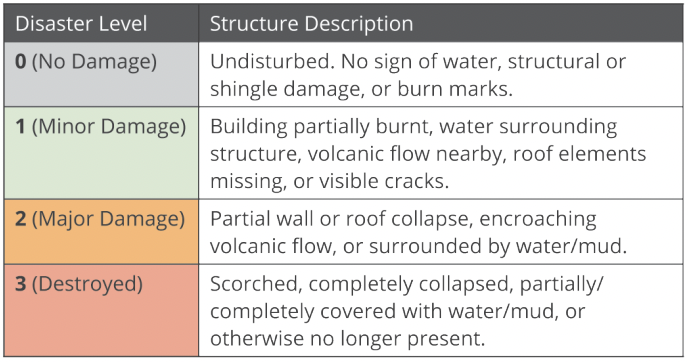 Disaster Level Structure Description
0 (No Damage) Undisturbed. No sign of water, structural or
shingle damage, or burn marks.
1 (Minor Damage) Building partially burnt, water surrounding
structure, volcanic flow nearby, roof elements
missing, or visible cracks.
2 (Major Damage) Partial wall or roof collapse, encroaching
volcanic flow, or surrounded by water/mud.
3 (Destroyed) Scorched, completely collapsed, partially/
completely covered with water/mud, or
otherwise no longer present.